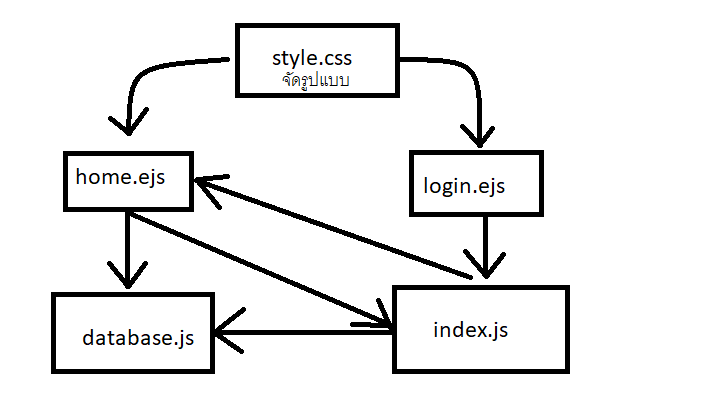 style.css
จัดรูปแบบ
home.ejs
login.ejs
database.js
index.js